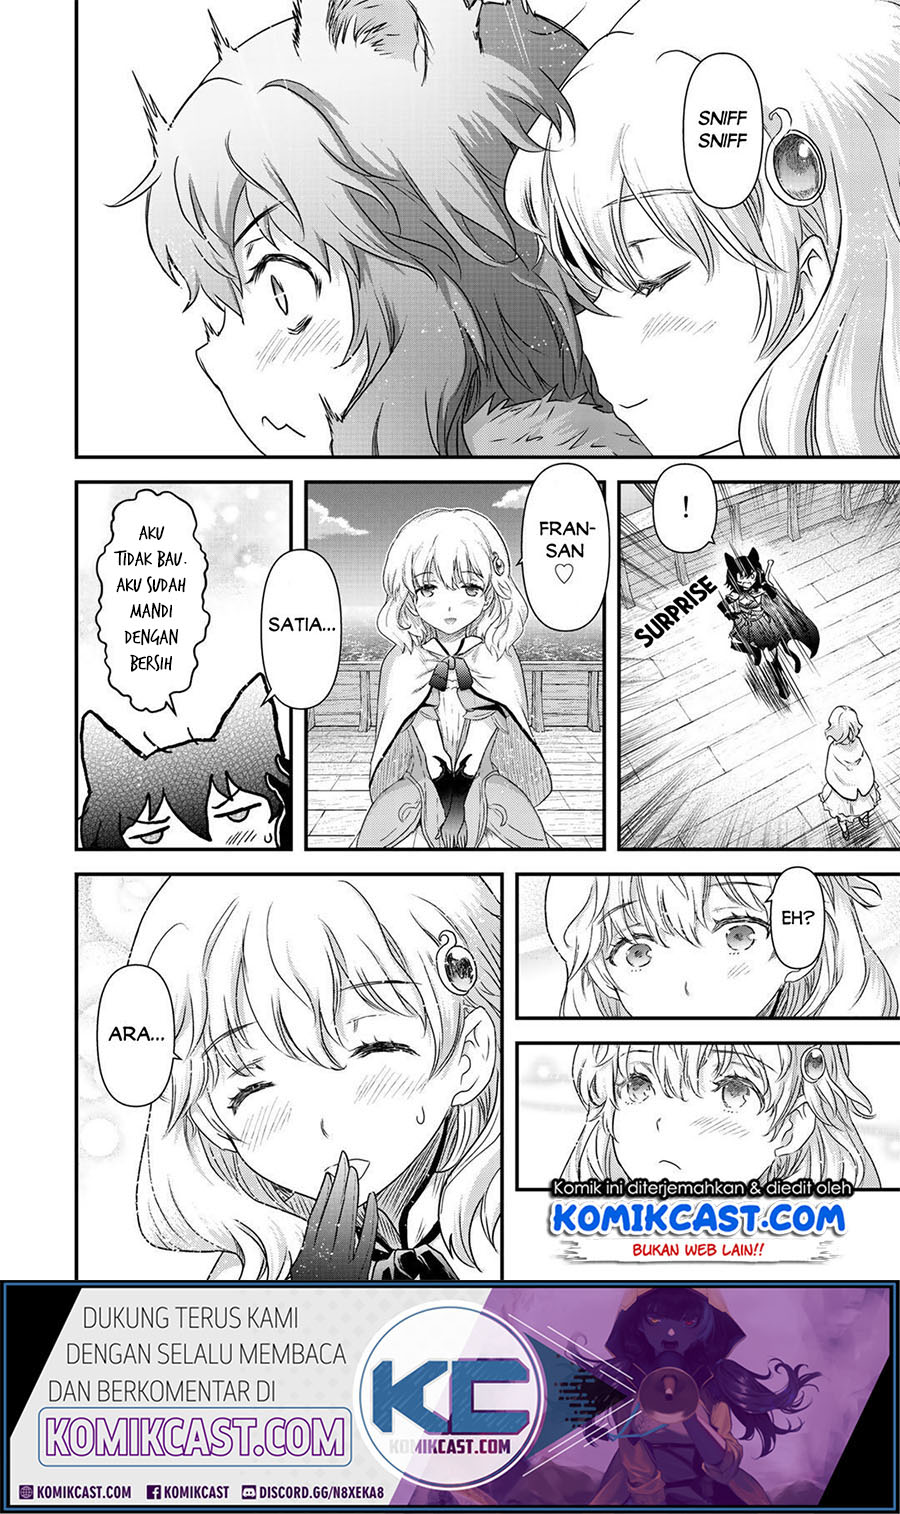 SNIFF
SNIFF
!
SURPRISE
FRAN-
SAN
♡
SATIA...
AKU
TIDAK BAU.
AKU SUDAH
MANDI
DENGAN
BERSIH
EH?
ARA...
Komik ini diterjemahkan & diedit oleh
KOMIKCAST.COM
BUKAN WEB LAIN!!
DUKUNG TERUS KAMI
DENGAN SELALU MEMBACA
DAN BERKOMENTAR DI
KOMIKCAST.COM
KC
KOMIKCAST.COM
KOMIKCAST.COM
KOMIKCAST
DISCORD.GG/N8XEKA8